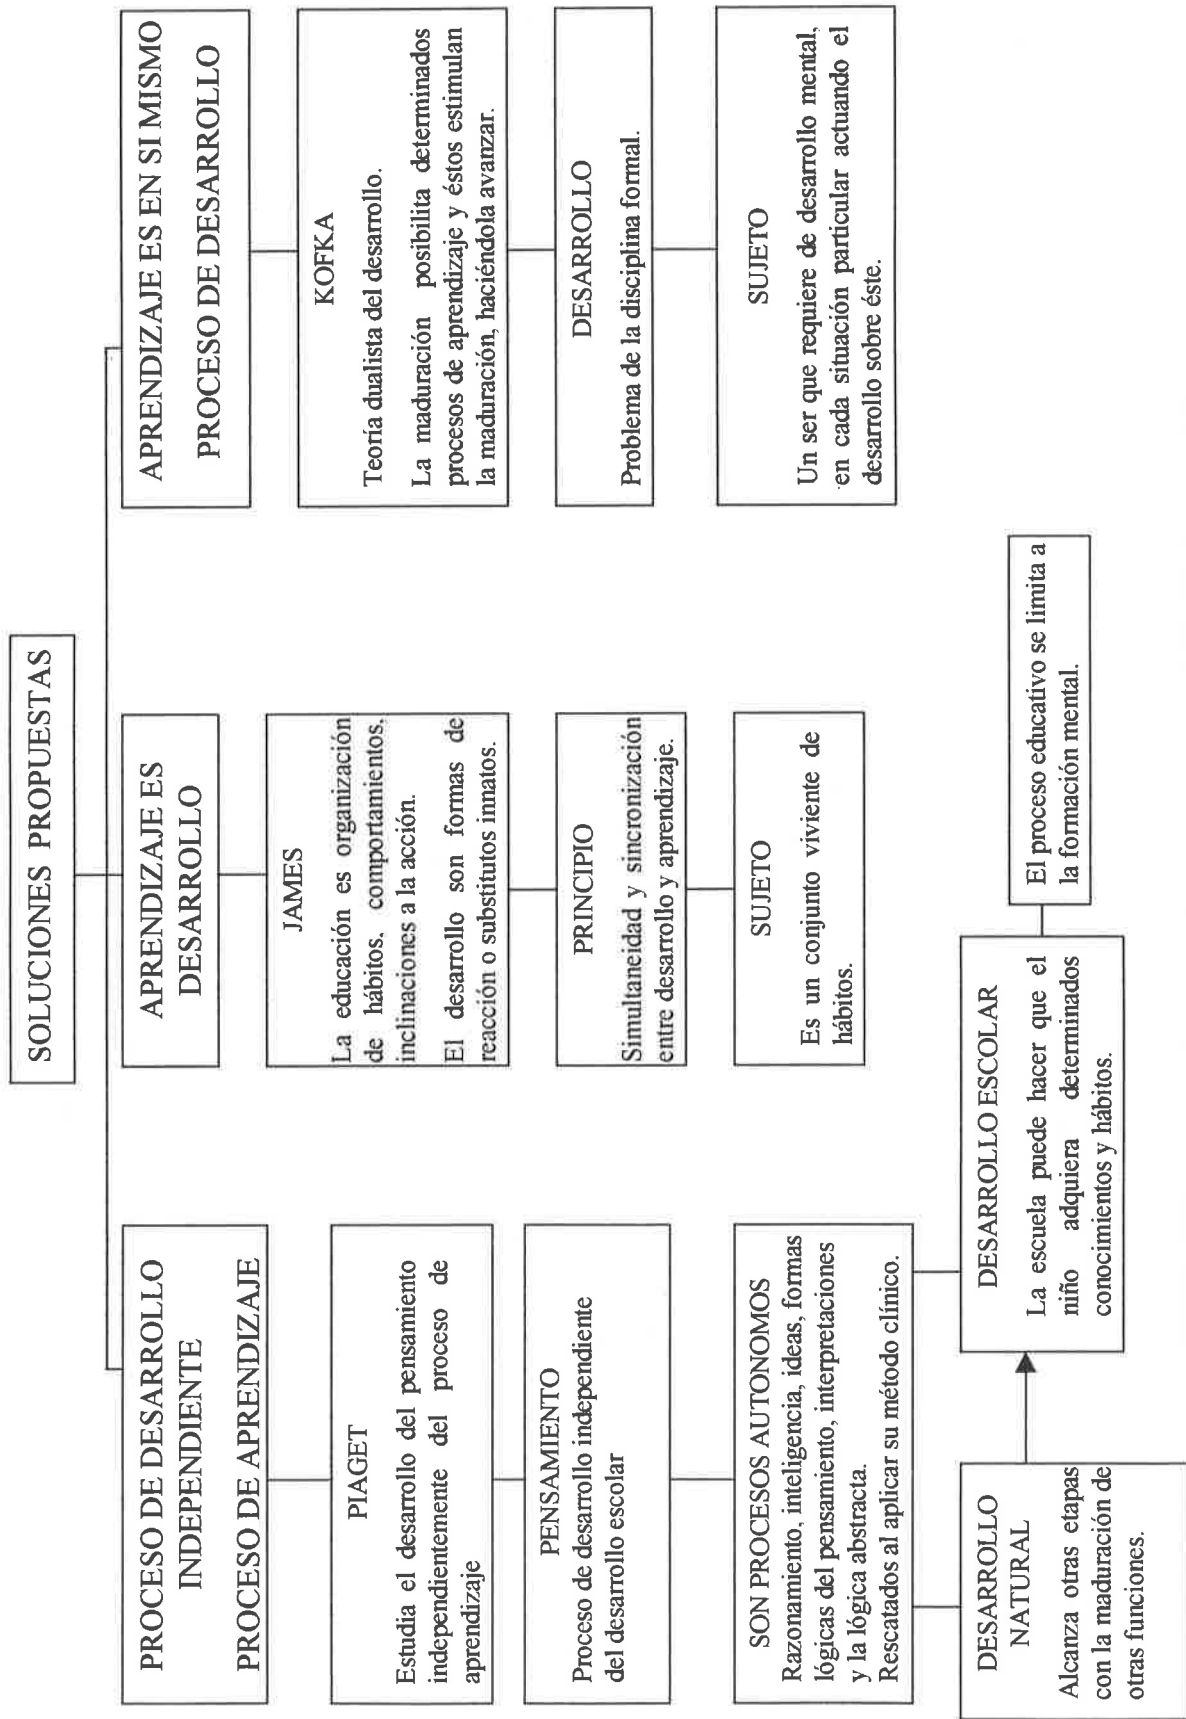 SOLUCIONES PROPUESTAS
PROCESO DE DESARROLLO
INDEPENDIENTE
PROCESO DE APRENDIZAJE
PIAGET
Estudia el desarrollo del pensamiento
independientemente del proceso de
aprendizaje
PENSAMIENTO
Proceso de desarrollo independiente
del desarrollo escolar
SON PROCESOS AUTONOMOS
Razonamiento, inteligencia, ideas, formas
lógicas del pensamiento, interpretaciones
y la lógica abstracta.
Rescatados al aplicar su método clínico.
DESARROLLO
NATURAL
Alcanza otras etapas
con la maduración de
otras funciones.
DESARROLLO ESCOLAR
La escuela puede hacer que el
niño adquiera determinados
conocimientos y hábitos.
El proceso educativo se limita a
la formación mental.
APRENDIZAJE ES
DESARROLLO
JAMES
La educación es organización
de hábitos, comportamientos,
inclinaciones a la acción.
El desarrollo son formas de
reacción o substitutos innatos.
PRINCIPIO
Simultaneidad y sincronización
entre desarrollo y aprendizaje.
SUJETO
Es un conjunto viviente de
hábitos.
APRENDIZAJE ES EN SI MISMO
PROCESO DE DESARROLLO
KOFKA
Teoría dualista del desarrollo.
La maduración posibilita determinados
procesos de aprendizaje y éstos estimulan
la maduración, haciéndola avanzar.
DESARROLLO
Problema de la disciplina formal.
SUJETO
Un ser que requiere de desarrollo mental,
en cada situación particular actuando el
desarrollo sobre éste.